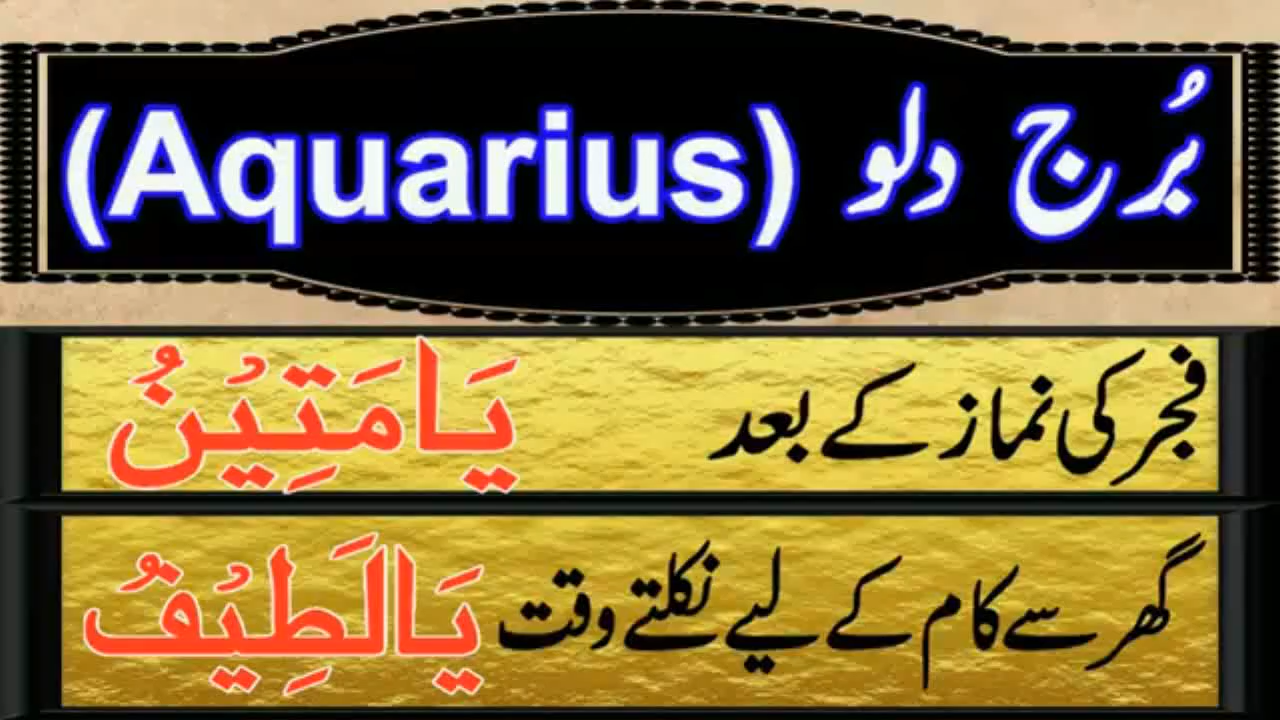 بُرج دلو (Aquarius)
فجر کی نماز کے بعد یَامَتِیْنُ
گھر سے کام کے لیے نکلتے وقت یَالَطِیْفُ